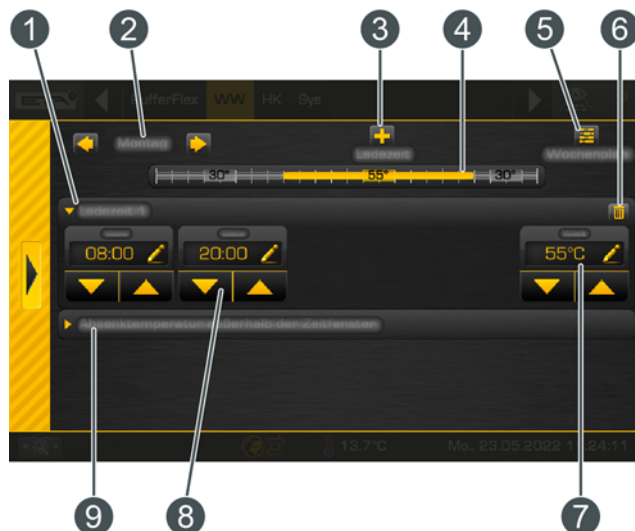 1 2 3 4 5 6
ETA PufferFlex WW HK Sys
Montag Ladezeit Wochenplan
30° 55° 30°
Ladezeit 1
08:00 20:00 55°C
Absenktemperatur außerhalb der Zeitfenster
13,7°C Mo., 23.05.2022
9 8 7